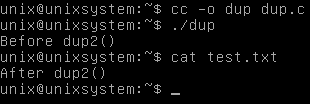 unix@unixsystem:~$ cc -o dup dup.c
unix@unixsystem:~$ ./dup
Before dup2()
unix@unixsystem:~$ cat test.txt
After dup2()
unix@unixsystem:~$ _